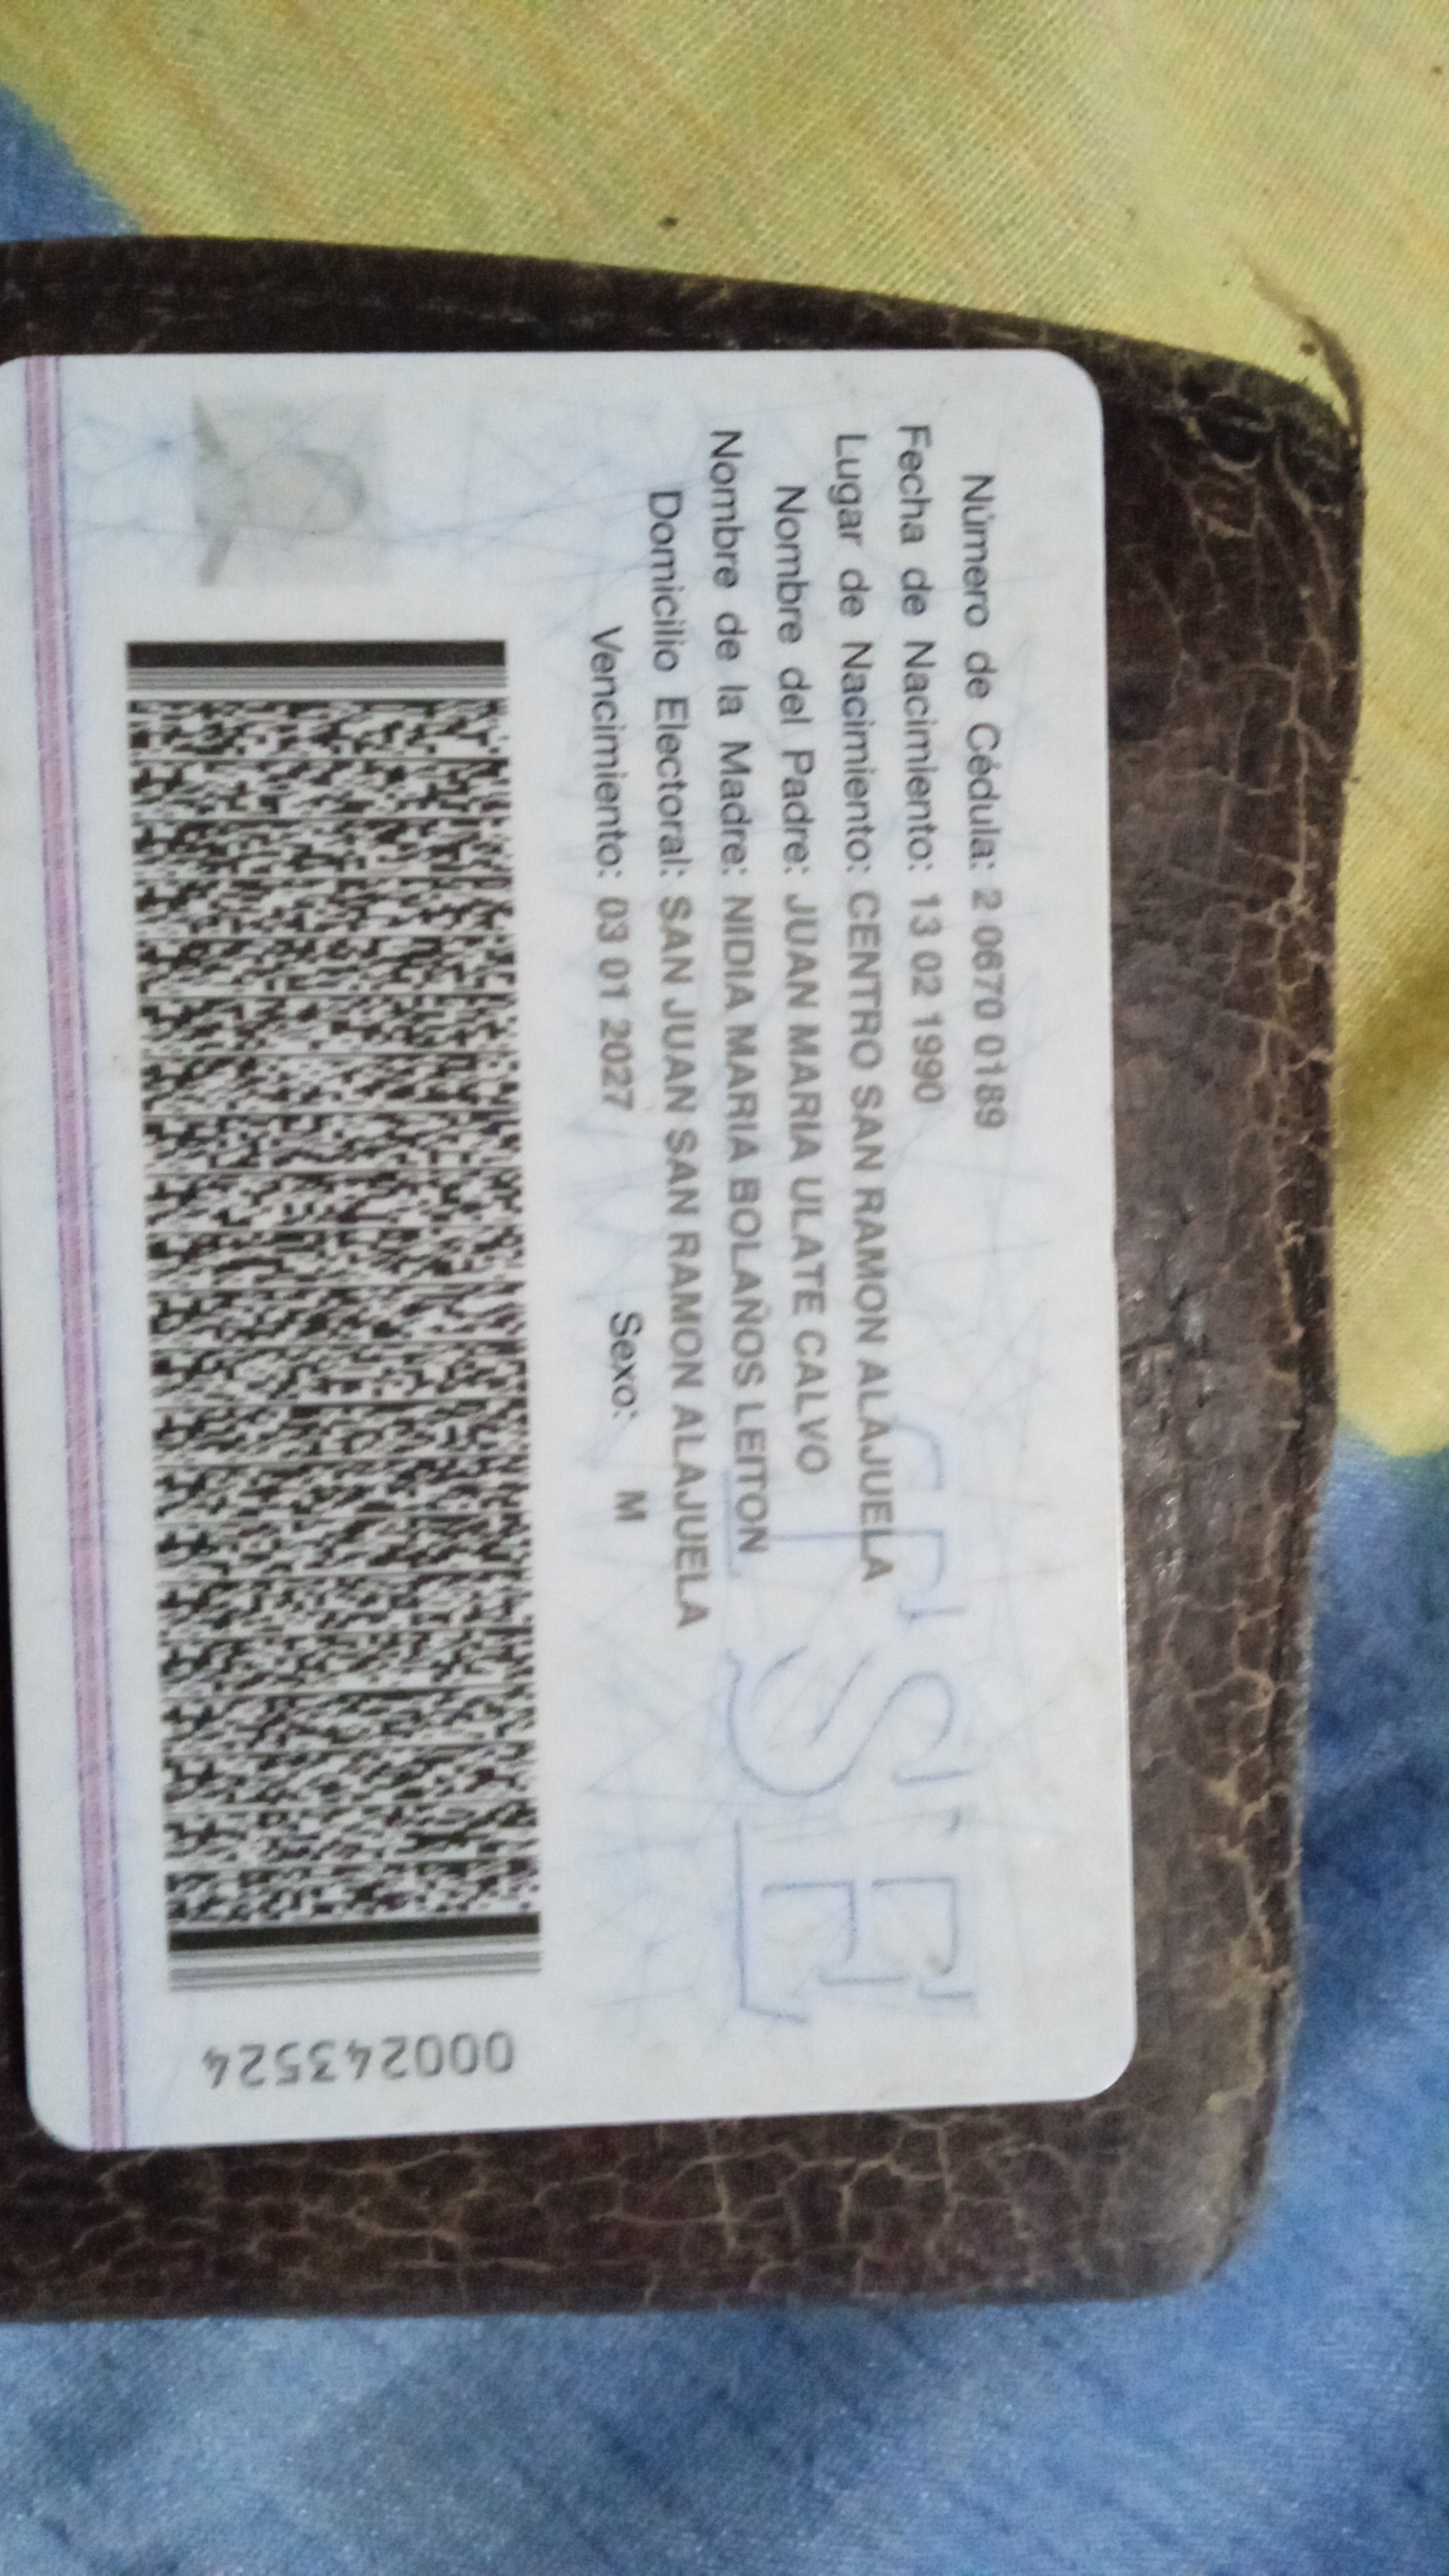 Número de Cédula: 2 0670 0189
Fecha de Nacimiento: 13 02 1990
Lugar de Nacimiento: CENTRO SAN RAMON ALAJUELA
Nombre del Padre: JUAN MARIA ULATE CALVO
Nombre de la Madre: NIDIA MARIA BOLAÑOS LEITON
Domicilio Electoral: SAN JUAN SAN RAMON ALAJUELA
Vencimiento: 03 01 2027 Sexo: M
TSE
000243524